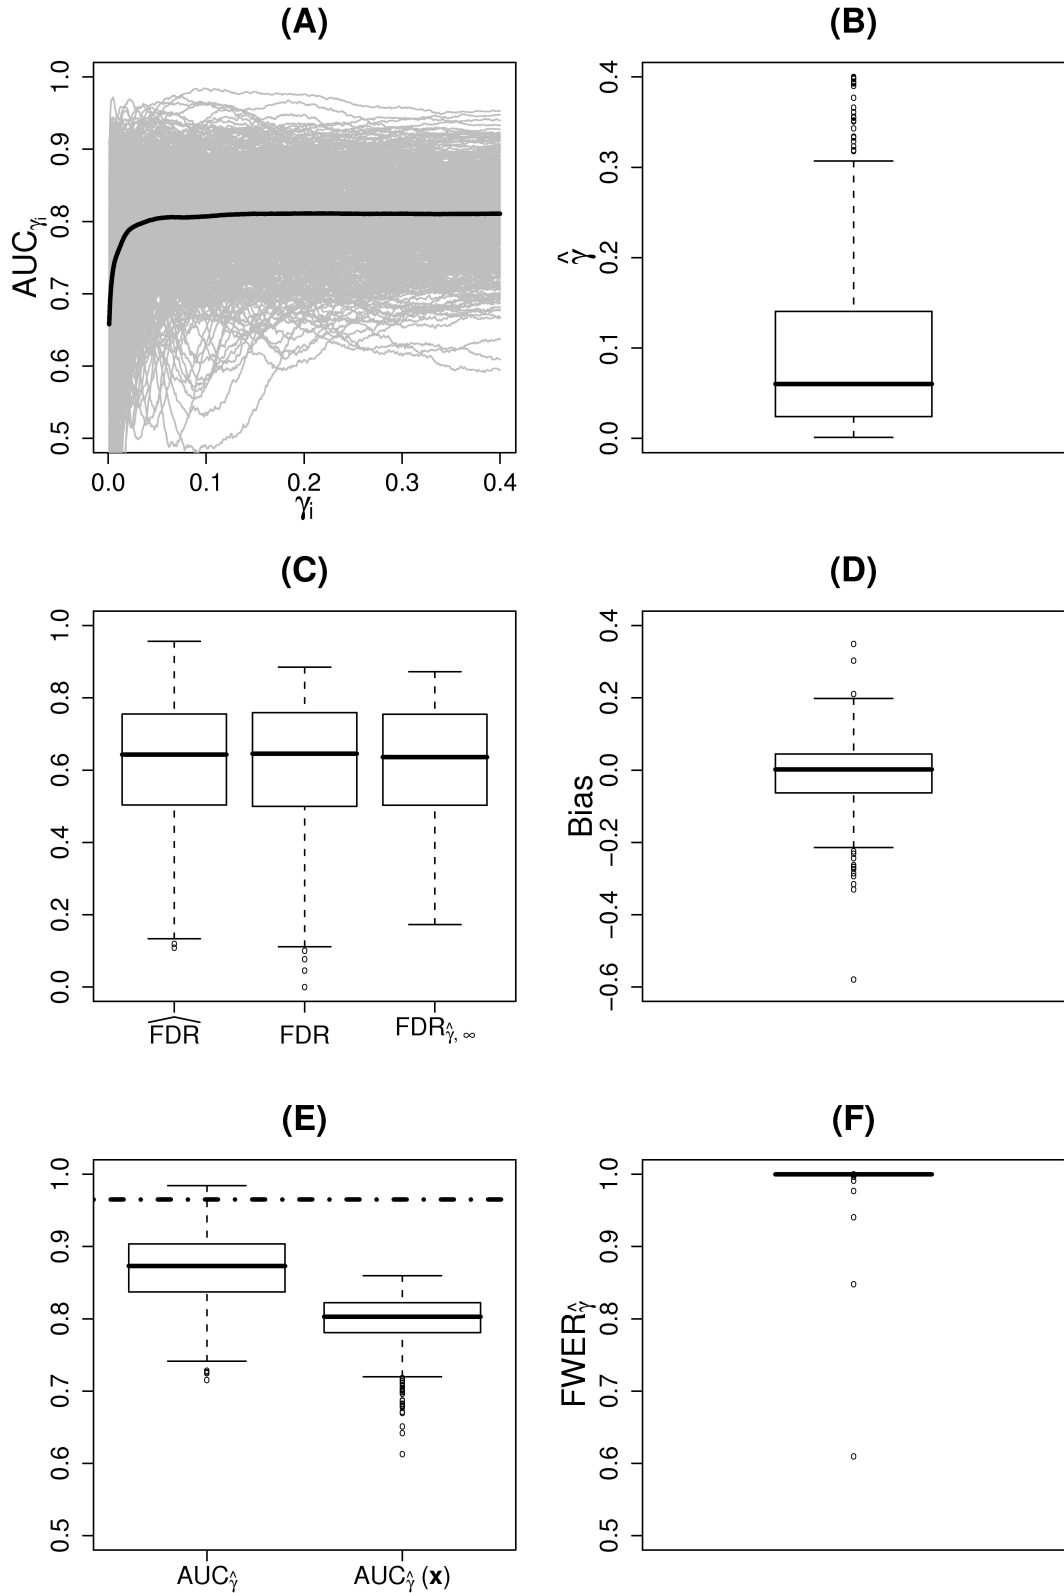 (A)
(B)
AUCγi
1.0
0.9
0.8
0.7
0.6
0.5
0.0 0.1 0.2 0.3 0.4
γi
γ̂
0.4
0.3
0.2
0.1
0.0
(C)
(D)
1.0
0.8
0.6
0.4
0.2
0.0
F̂DR FDR FDRγ̂, ∞
Bias
0.4
0.2
0.0
−0.2
−0.4
−0.6
(E)
(F)
1.0
0.9
0.8
0.7
0.6
0.5
AUCγ̂ AUCγ̂ (x)
FWERγ̂
1.0
0.9
0.8
0.7
0.6
0.5